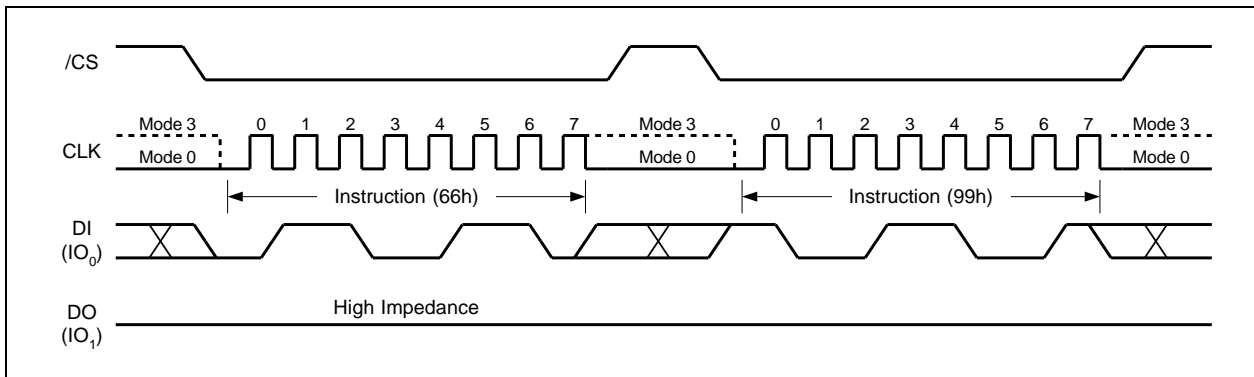 /CS
Mode 3 0 1 2 3 4 5 6 7 Mode 3 0 1 2 3 4 5 6 7 Mode 3
CLK Mode 0 Mode 0 Mode 0
Instruction (66h) Instruction (99h)
DI
(IO₀)
High Impedance
DO
(IO₁)